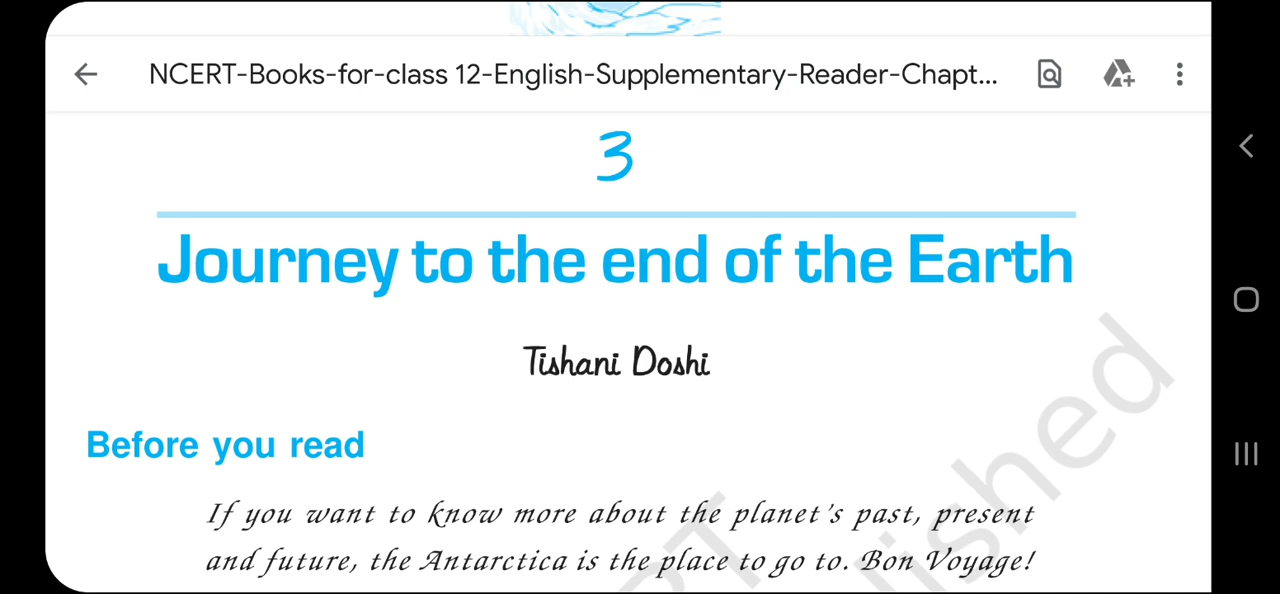 NCERT-Books-for-class 12-English-Supplementary-Reader-Chapt...
3
Journey to the end of the Earth
Tishani Doshi
Before you read
If you want to know more about the planet's past, present
and future, the Antarctica is the place to go to. Bon Voyage!